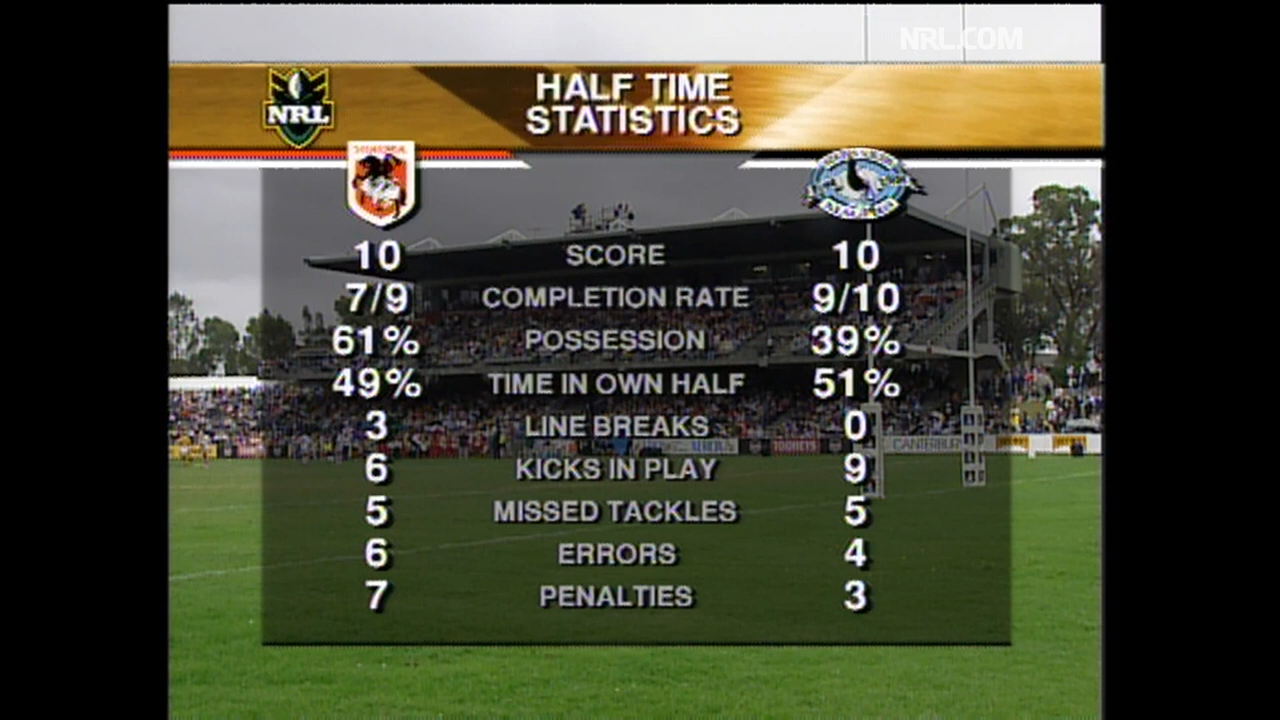 NRL.COM
HALF TIME
STATISTICS
NRL
10 SCORE 10
7/9 COMPLETION RATE 9/10
61% POSSESSION 39%
49% TIME IN OWN HALF 51%
3 LINE BREAKS 0
6 KICKS IN PLAY 9
CANTERBURY
5 MISSED TACKLES 5
6 ERRORS 4
7 PENALTIES 3